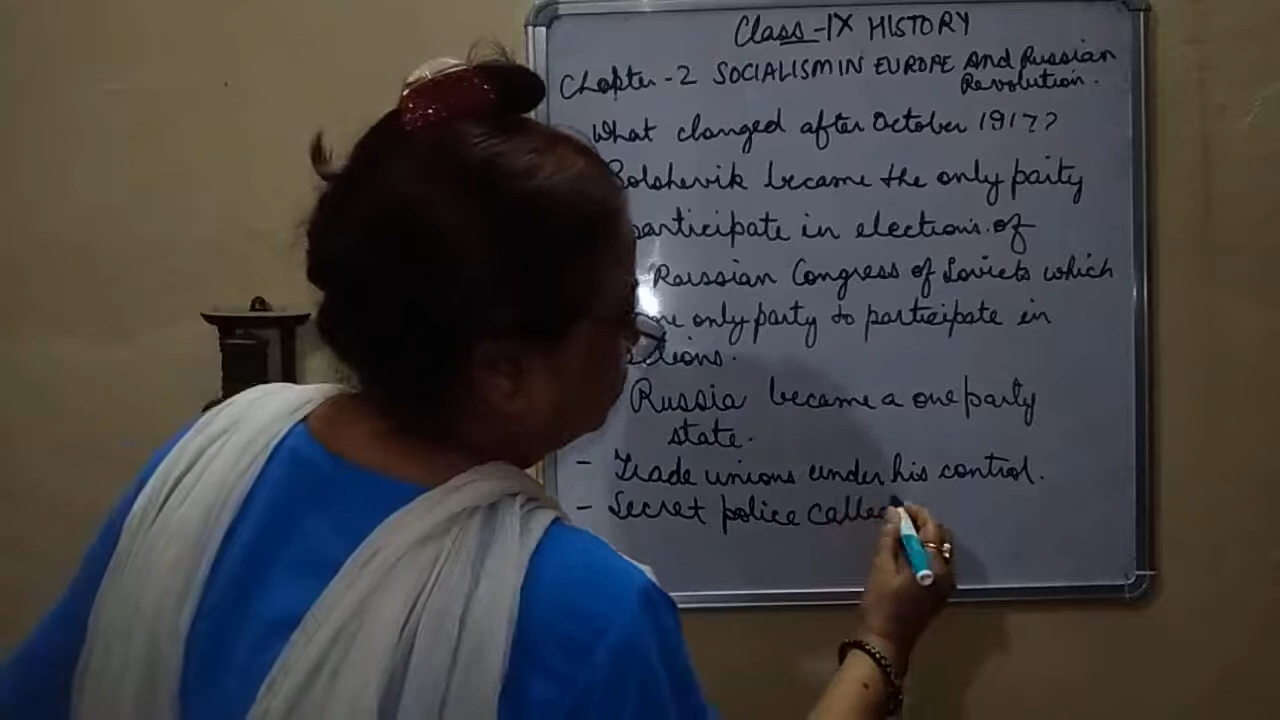 Class-IX HISTORY
Chapter-2 SOCIALISM IN EUROPE And Russian
Revolution.
What changed after October 1917?
Bolshevik became the only party
participate in elections of
Russian Congress of Soviets which
only party to participate in
Russia became a one party
state.
- Trade unions under his control.
- Secret police called